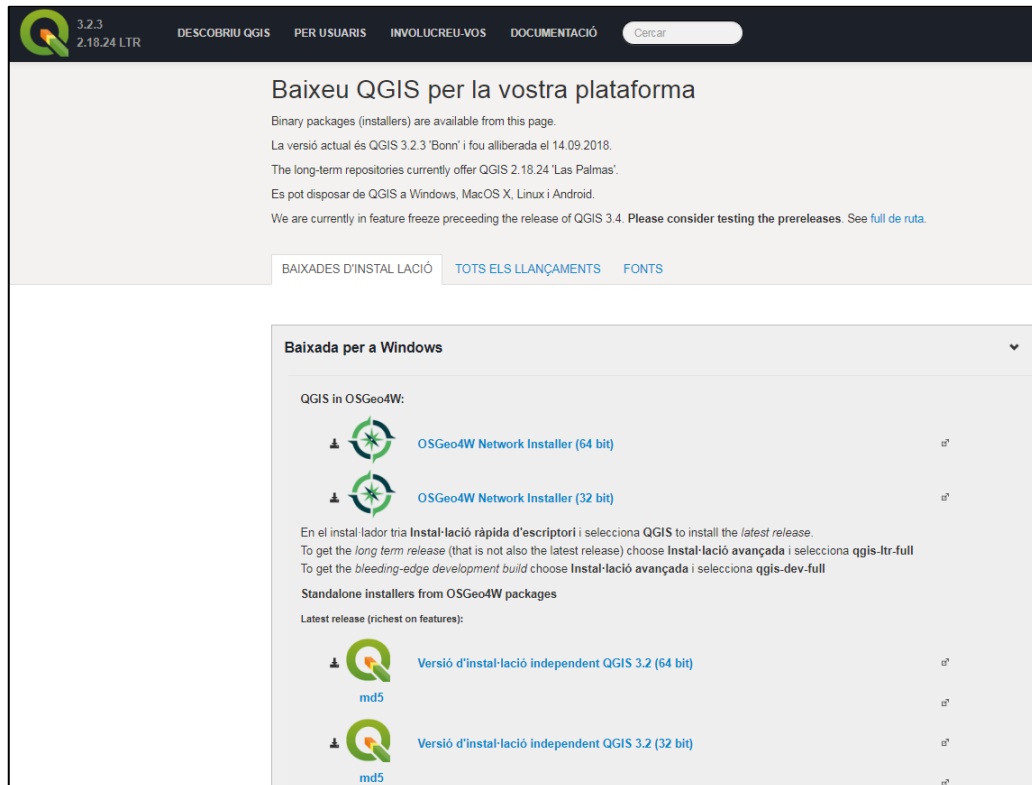 3.2.3
2.18.24 LTR
DESCOBRIU QGIS
PER USUARIS
INVOLUCREU-VOS
DOCUMENTACIÓ
Cercar
Baixeu QGIS per la vostra plataforma
Binary packages (installers) are available from this page.
La versió actual és QGIS 3.2.3 'Bonn' i fou alliberada el 14.09.2018.
The long-term repositories currently offer QGIS 2.18.24 'Las Palmas'.
Es pot disposar de QGIS a Windows, MacOS X, Linux i Android.
We are currently in feature freeze preceeding the release of QGIS 3.4. Please consider testing the prereleases. See full de ruta.
BAIXADES D'INSTAL LACIÓ
TOTS ELS LLANÇAMENTS
FONTS
Baixada per a Windows
QGIS in OSGeo4W:
OSGeo4W Network Installer (64 bit)
OSGeo4W Network Installer (32 bit)
En el instal·lador tria Instal·lació ràpida d'escriptori i selecciona QGIS to install the latest release.
To get the long term release (that is not also the latest release) choose Instal·lació avançada i selecciona qgis-ltr-full
To get the bleeding-edge development build choose Instal·lació avançada i selecciona qgis-dev-full
Standalone installers from OSGeo4W packages
Latest release (richest on features):
Versió d'instal·lació independent QGIS 3.2 (64 bit)
md5
Versió d'instal·lació independent QGIS 3.2 (32 bit)
md5